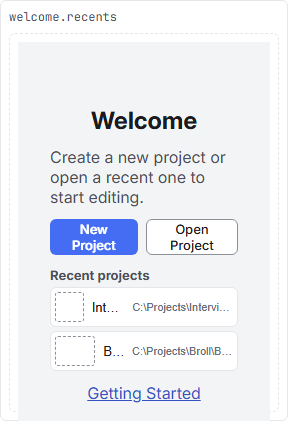 welcome.recents
Welcome
Create a new project or
open a recent one to
start editing.
New
Project
Open
Project
Recent projects
Int... C:\Projects\Intervi...
B... C:\Projects\Broll\B...
Getting Started